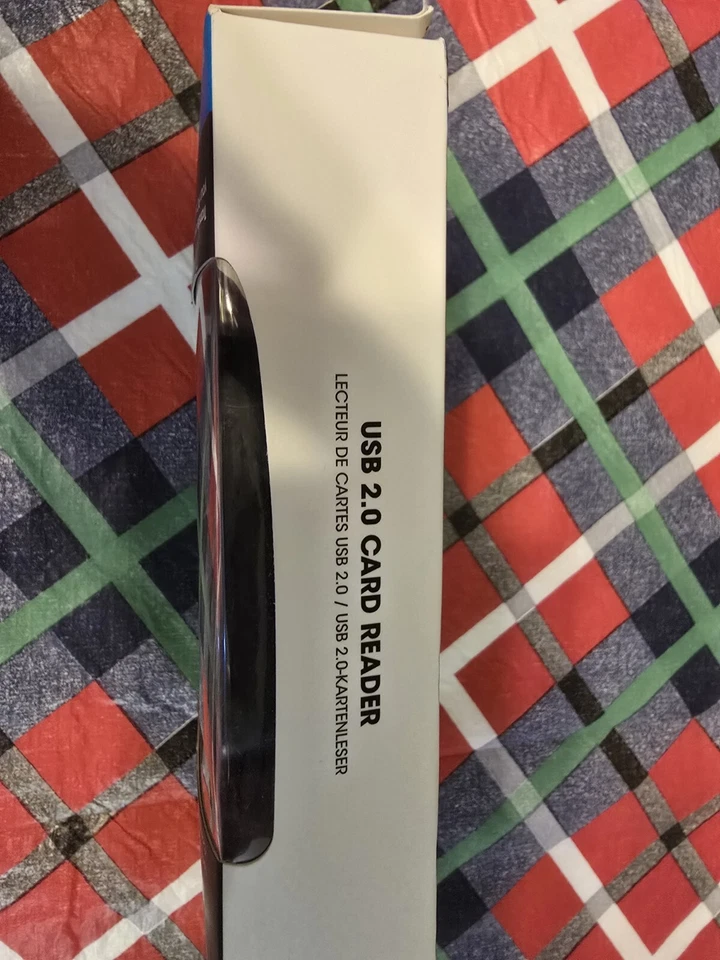 USB 2.0 CARD READER
LECTEUR DE CARTES USB 2.0 / USB 2.0-KARTENLESER